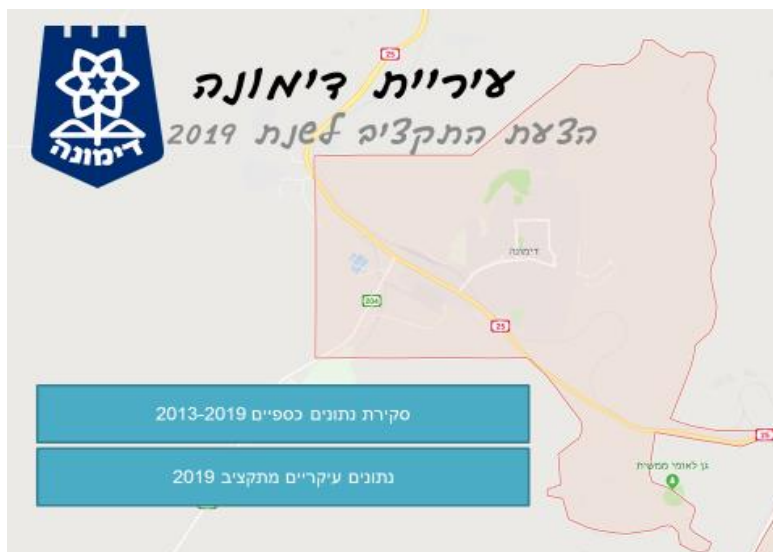 25
עיריית דימונה
הצעת התקציב לשנת 2019
דימונה
דימונה
204
25
סקירת נתונים כספיים 2013-2019
25
נתונים עיקריים מתקציב 2019
גן לאומי ממשית